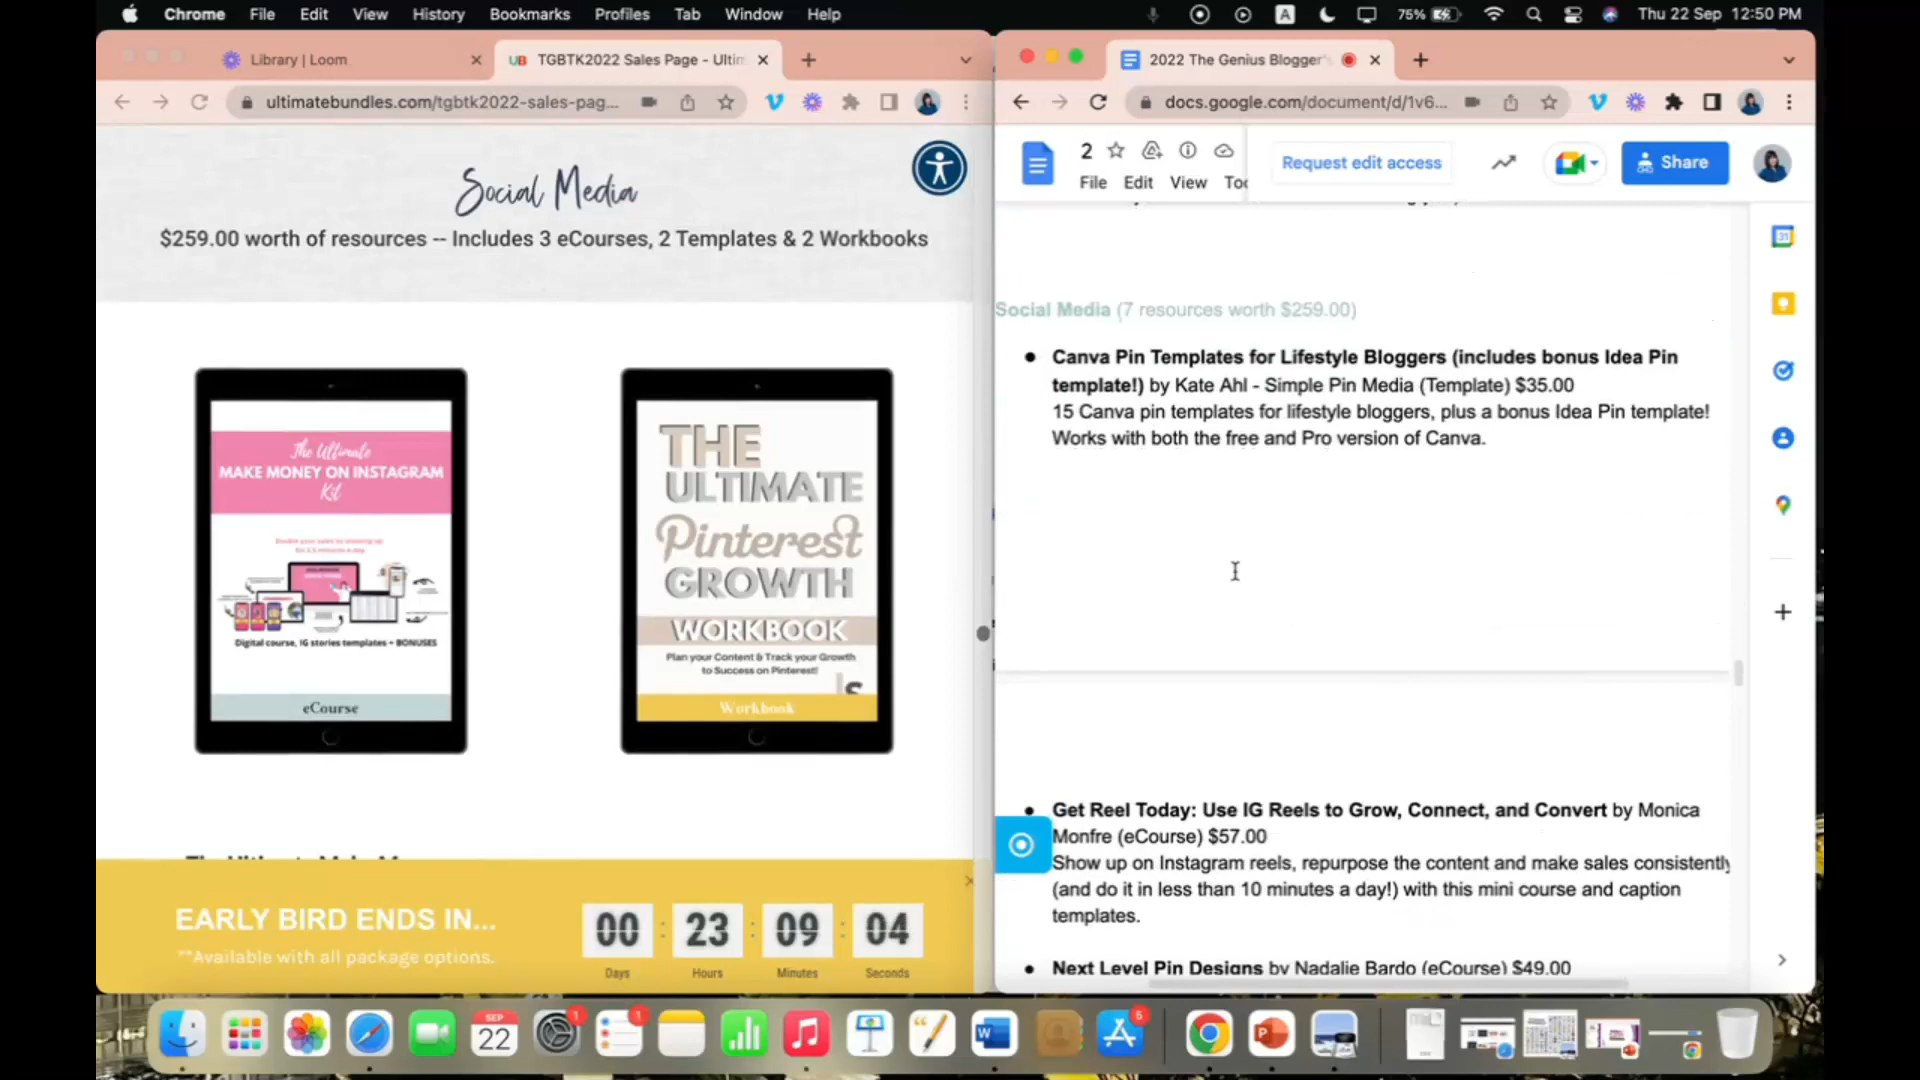 Chrome File Edit View History Bookmarks Profiles Tab Window Help
A 75% Thu 22 Sep 12:50 PM
Library | Loom
UB TGBTK2022 Sales Page - Ultim
ultimatebundles.com/tgbtk2022-sales-pag...
Social Media
$259.00 worth of resources -- Includes 3 eCourses, 2 Templates & 2 Workbooks
The Ultimate
MAKE MONEY ON INSTAGRAM
Kit
Digital course, IG stories templates + BONUSES
eCourse
THE
ULTIMATE
Pinterest
GROWTH
WORKBOOK
Plan your Content & Track your Growth
to Success on Pinterest!
Workbook
EARLY BIRD ENDS IN...
**Available with all package options.
00 : 23 : 09 : 04
Days Hours Minutes Seconds
2022 The Genius Blogger's
docs.google.com/document/d/1v6...
2
File Edit View Too
Request edit access
Share
31
Social Media (7 resources worth $259.00)
● Canva Pin Templates for Lifestyle Bloggers (includes bonus Idea Pin
template!) by Kate Ahl - Simple Pin Media (Template) $35.00
15 Canva pin templates for lifestyle bloggers, plus a bonus Idea Pin template!
Works with both the free and Pro version of Canva.
● Get Reel Today: Use IG Reels to Grow, Connect, and Convert by Monica
Monfre (eCourse) $57.00
Show up on Instagram reels, repurpose the content and make sales consistently
(and do it in less than 10 minutes a day!) with this mini course and caption
templates.
● Next Level Pin Designs by Nadalie Bardo (eCourse) $49.00
SEP
22
1
1
W
5
P